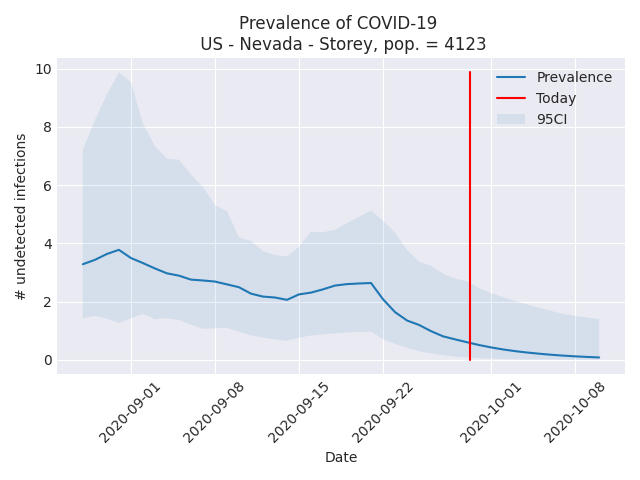 Prevalence of COVID-19
US - Nevada - Storey, pop. = 4123
10
8
6
4
2
0
# undetected infections
Prevalence
Today
95CI
2020-09-01
2020-09-08
2020-09-15
2020-09-22
2020-10-01
2020-10-08
Date